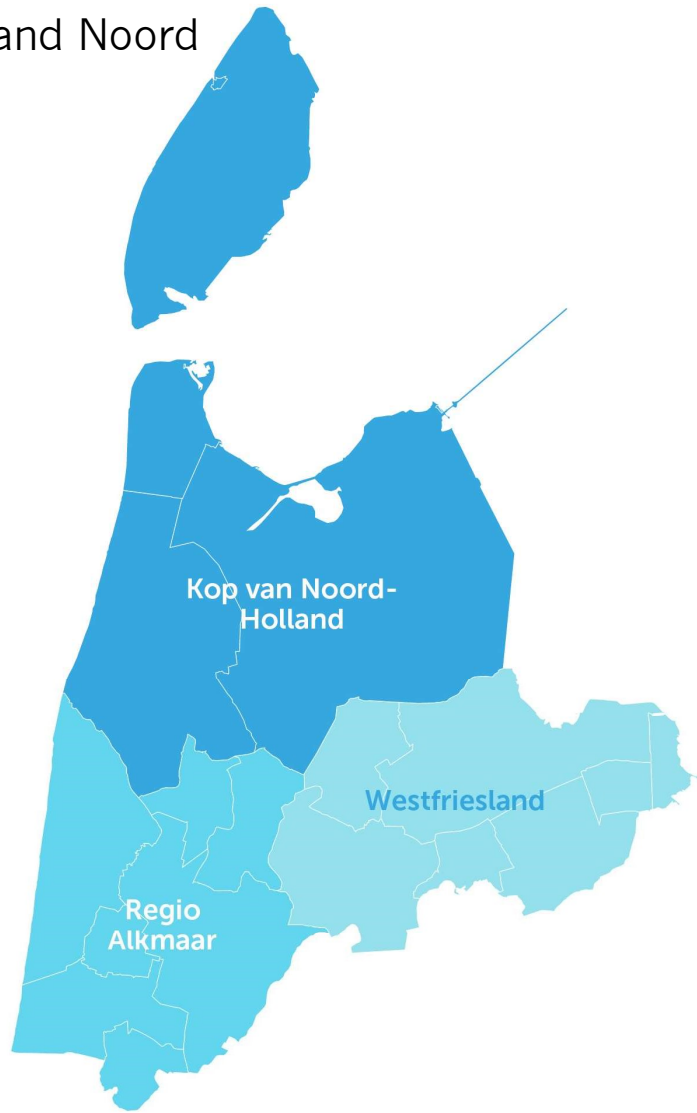 and Noord
Kop van Noord-
Holland
Westfriesland
Regio
Alkmaar